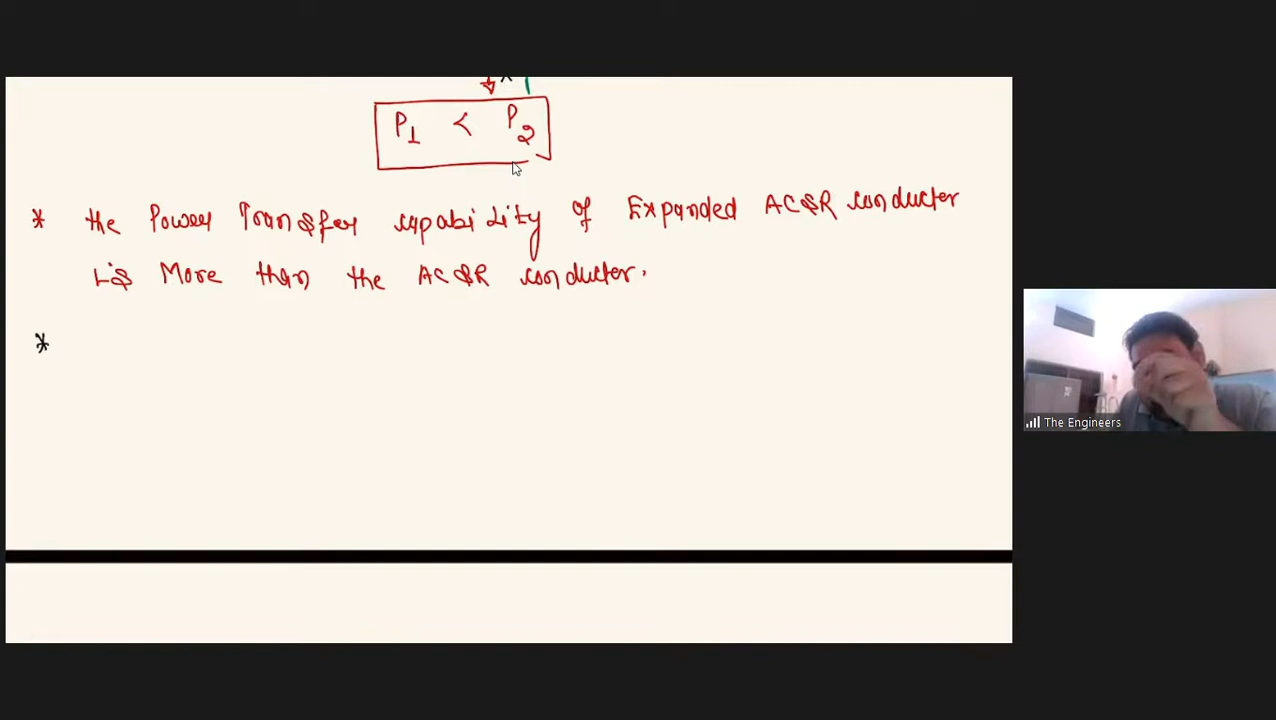 P1 < P2
* the Power Transfer capability of Expanded ACSR conductor
is More than the ACSR conductor.
*
The Engineers